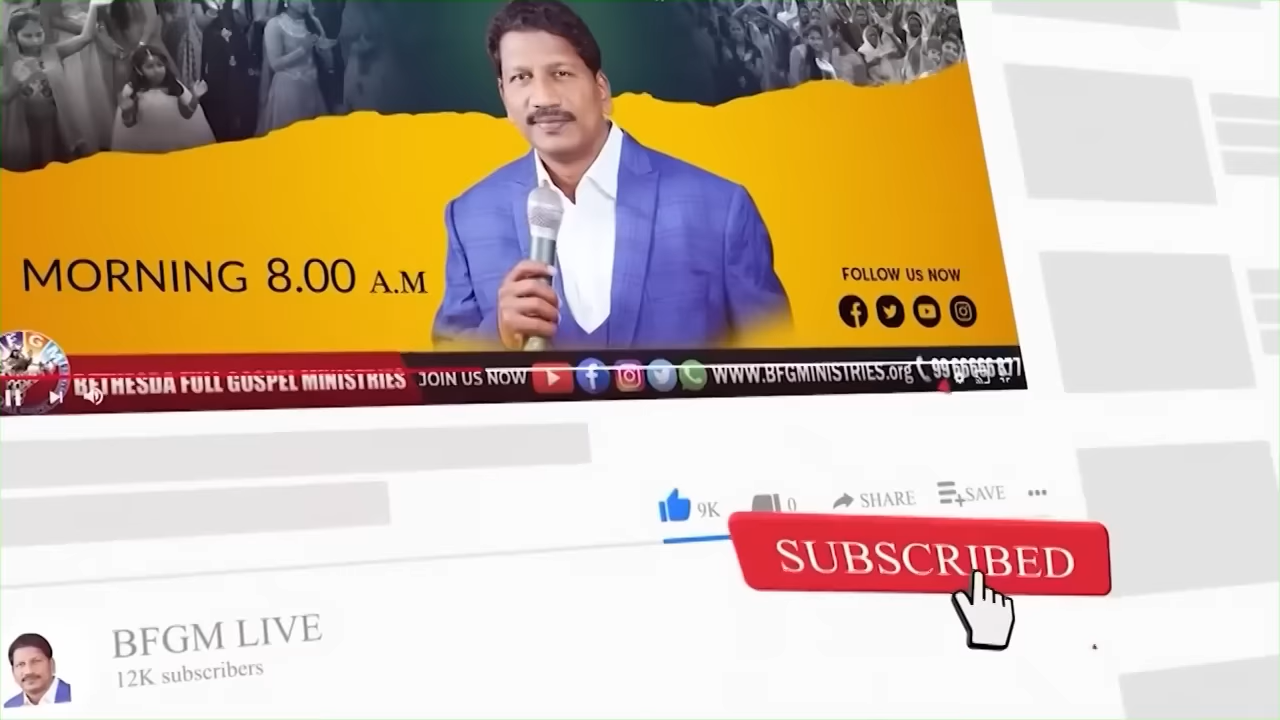 MORNING 8.00 A.M
FOLLOW US NOW
BETHESDA FULL GOSPEL MINISTRIES JOIN US NOW WWW.BFGMINISTRIES.org
9K 0 SHARE SAVE
SUBSCRIBED
BFGM LIVE
12K subscribers